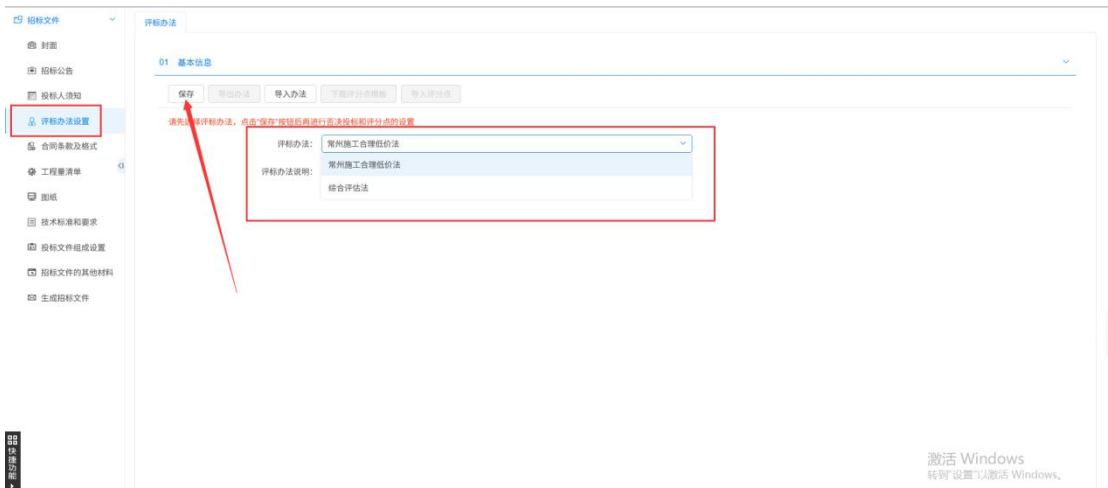 招标文件
封面
招标公告
投标人须知
评标办法设置
合同条款及格式
工程量清单
图纸
技术标准和要求
投标文件组成设置
招标文件的其他材料
生成招标文件
快捷功能
评标办法
01 基本信息
保存 导出办法 导入办法 下载评分点模板 导入评分点
请先选择评标办法，点击"保存"按钮后再进行否决投标和评分点的设置
评标办法： 常州施工合理低价法
常州施工合理低价法
评标办法说明：
综合评估法
激活 Windows
转到"设置"以激活 Windows。